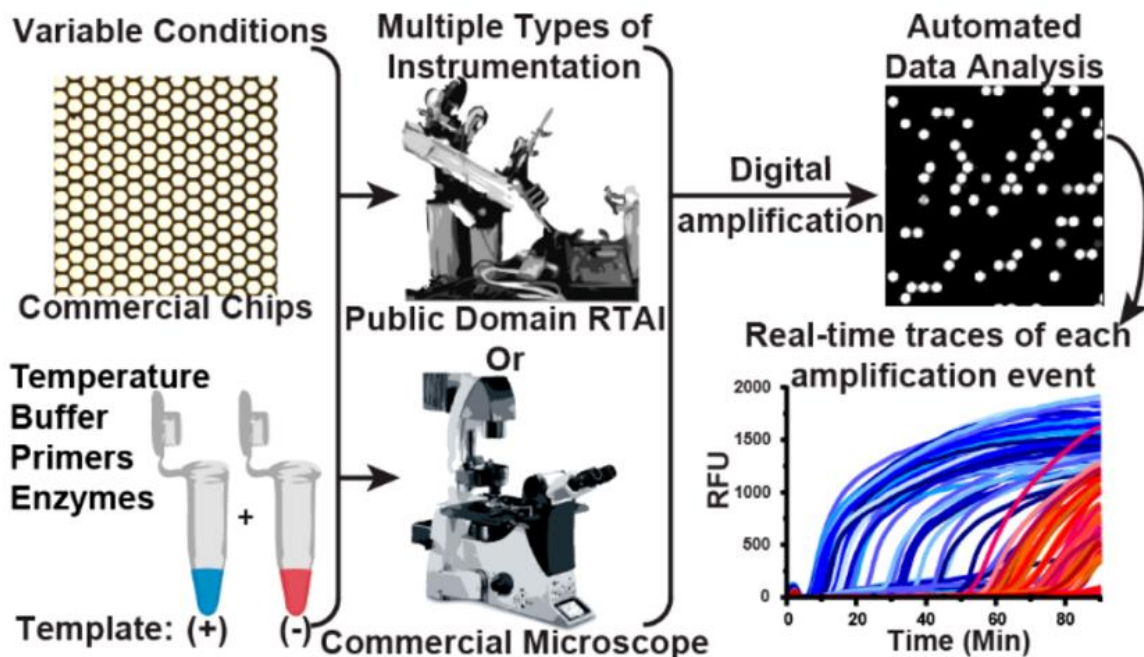 Variable Conditions
Commercial Chips
Temperature
Buffer
Primers
Enzymes
+
Template: (+) (-)
Multiple Types of
Instrumentation
Public Domain RTAI
Or
Commercial Microscope
Digital
amplification
Automated
Data Analysis
Real-time traces of each
amplification event
2000
1500
1000
500
0
RFU
0 20 40 60 80
Time (Min)